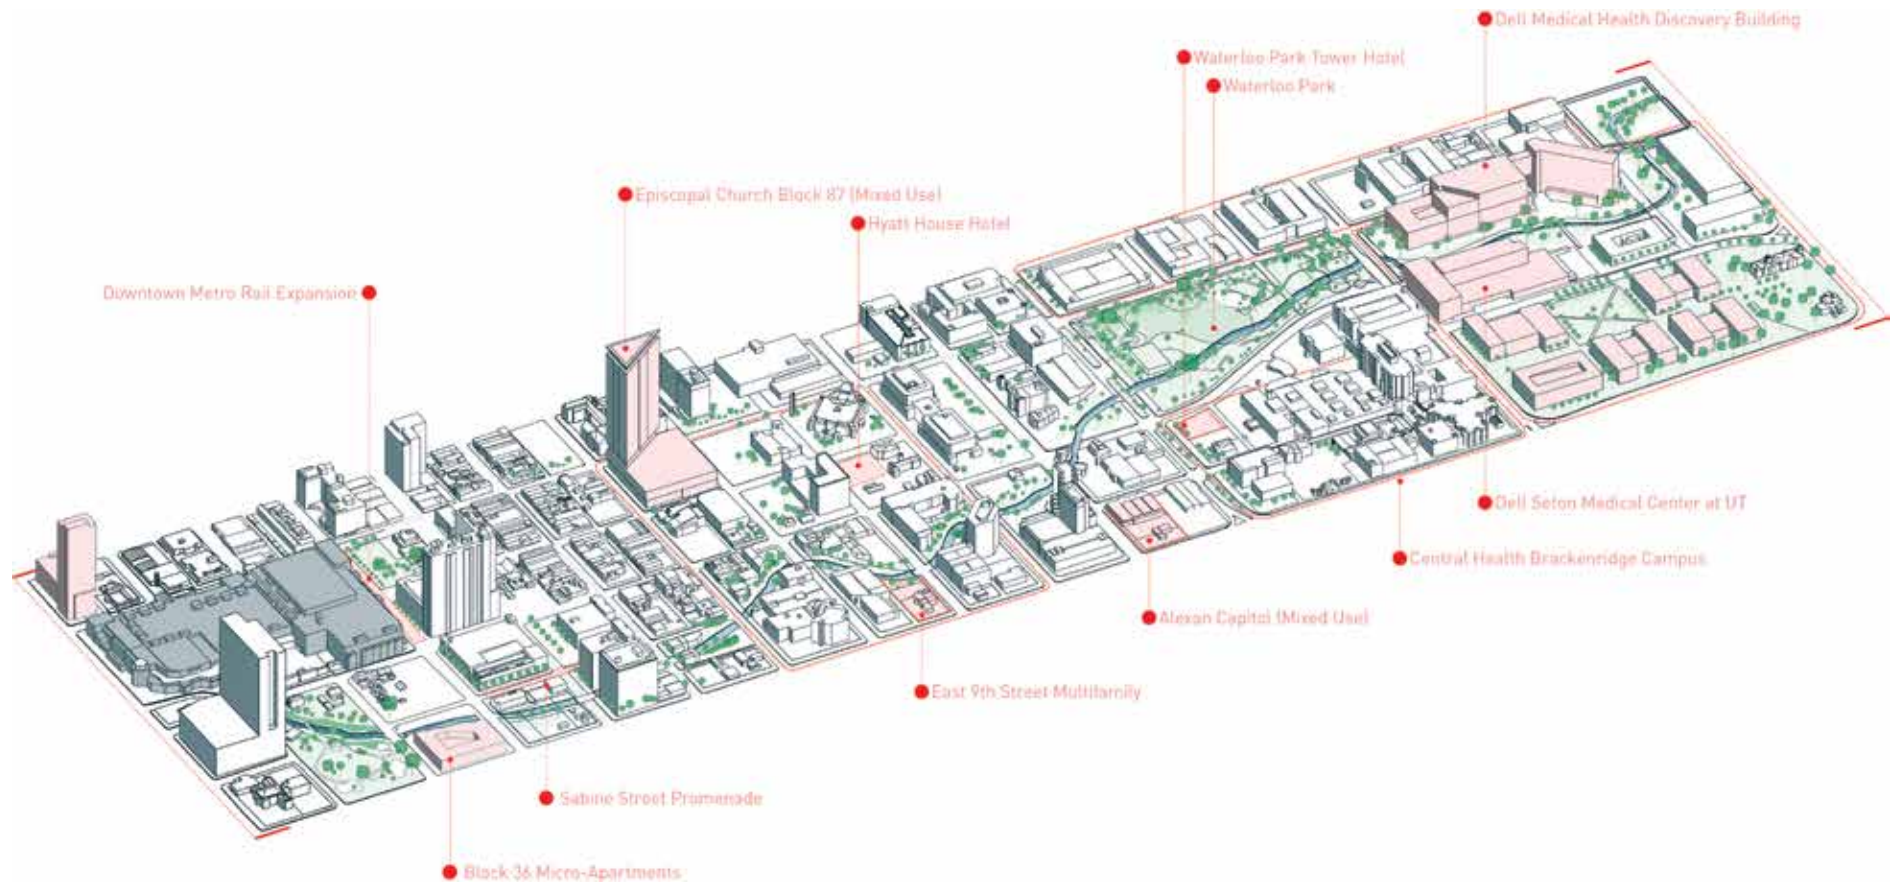 Dell Medical Health Discovery Building
Waterloo Park Tower Hotel
Waterloo Park
Episcopal Church Block 87 (Mixed Use)
Hyatt House Hotel
Downtown Metro Rail Expansion
Dell Seton Medical Center at UT
Central Health Brackenridge Campus
Alexan Capitol (Mixed Use)
East 9th Street Multifamily
Sabine Street Promenade
Block 36 Micro-Apartments